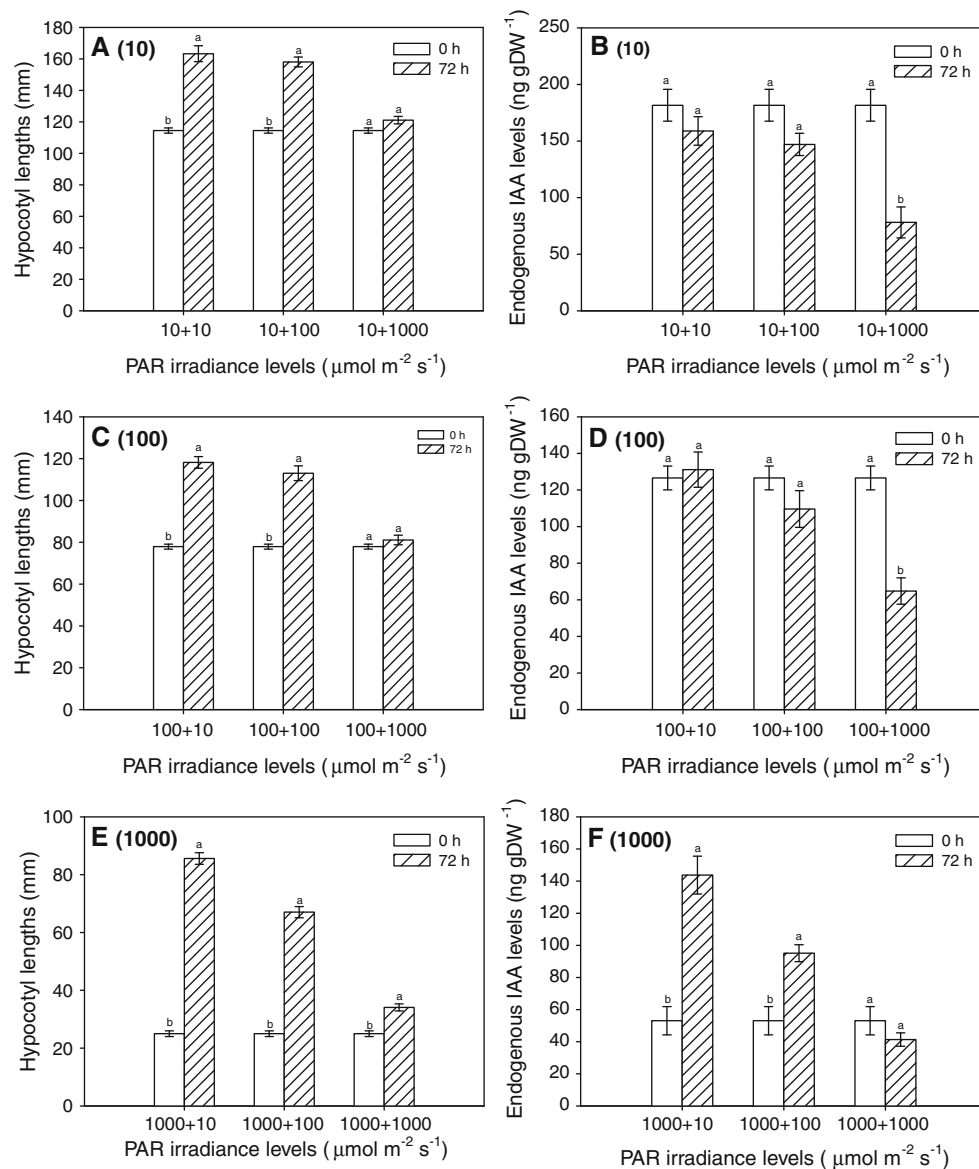 A (10)
0 h
72 h
Hypocotyl lengths (mm)
180
160
140
120
100
80
60
40
20
0
b
a
b
a
a
a
10+10
10+100
10+1000
PAR irradiance levels ( μmol m⁻² s⁻¹)
B (10)
0 h
72 h
Endogenous IAA levels (ng gDW⁻¹)
250
200
150
100
50
0
a
a
a
a
a
b
10+10
10+100
10+1000
PAR irradiance levels ( μmol m⁻² s⁻¹)
C (100)
0 h
72 h
Hypocotyl lengths (mm)
140
120
100
80
60
40
20
0
b
a
b
a
a
a
100+10
100+100
100+1000
PAR irradiance levels ( μmol m⁻² s⁻¹)
D (100)
0 h
72 h
Endogenous IAA levels (ng gDW⁻¹)
160
140
120
100
80
60
40
20
0
a
a
a
a
a
b
100+10
100+100
100+1000
PAR irradiance levels ( μmol m⁻² s⁻¹)
E (1000)
0 h
72 h
Hypocotyl lengths (mm)
100
80
60
40
20
0
b
a
b
a
b
a
1000+10
1000+100
1000+1000
PAR irradiance levels ( μmol m⁻² s⁻¹)
F (1000)
0 h
72 h
Endogenous IAA levels (ng gDW⁻¹)
180
160
140
120
100
80
60
40
20
0
b
a
b
a
a
a
1000+10
1000+100
1000+1000
PAR irradiance levels ( μmol m⁻² s⁻¹)